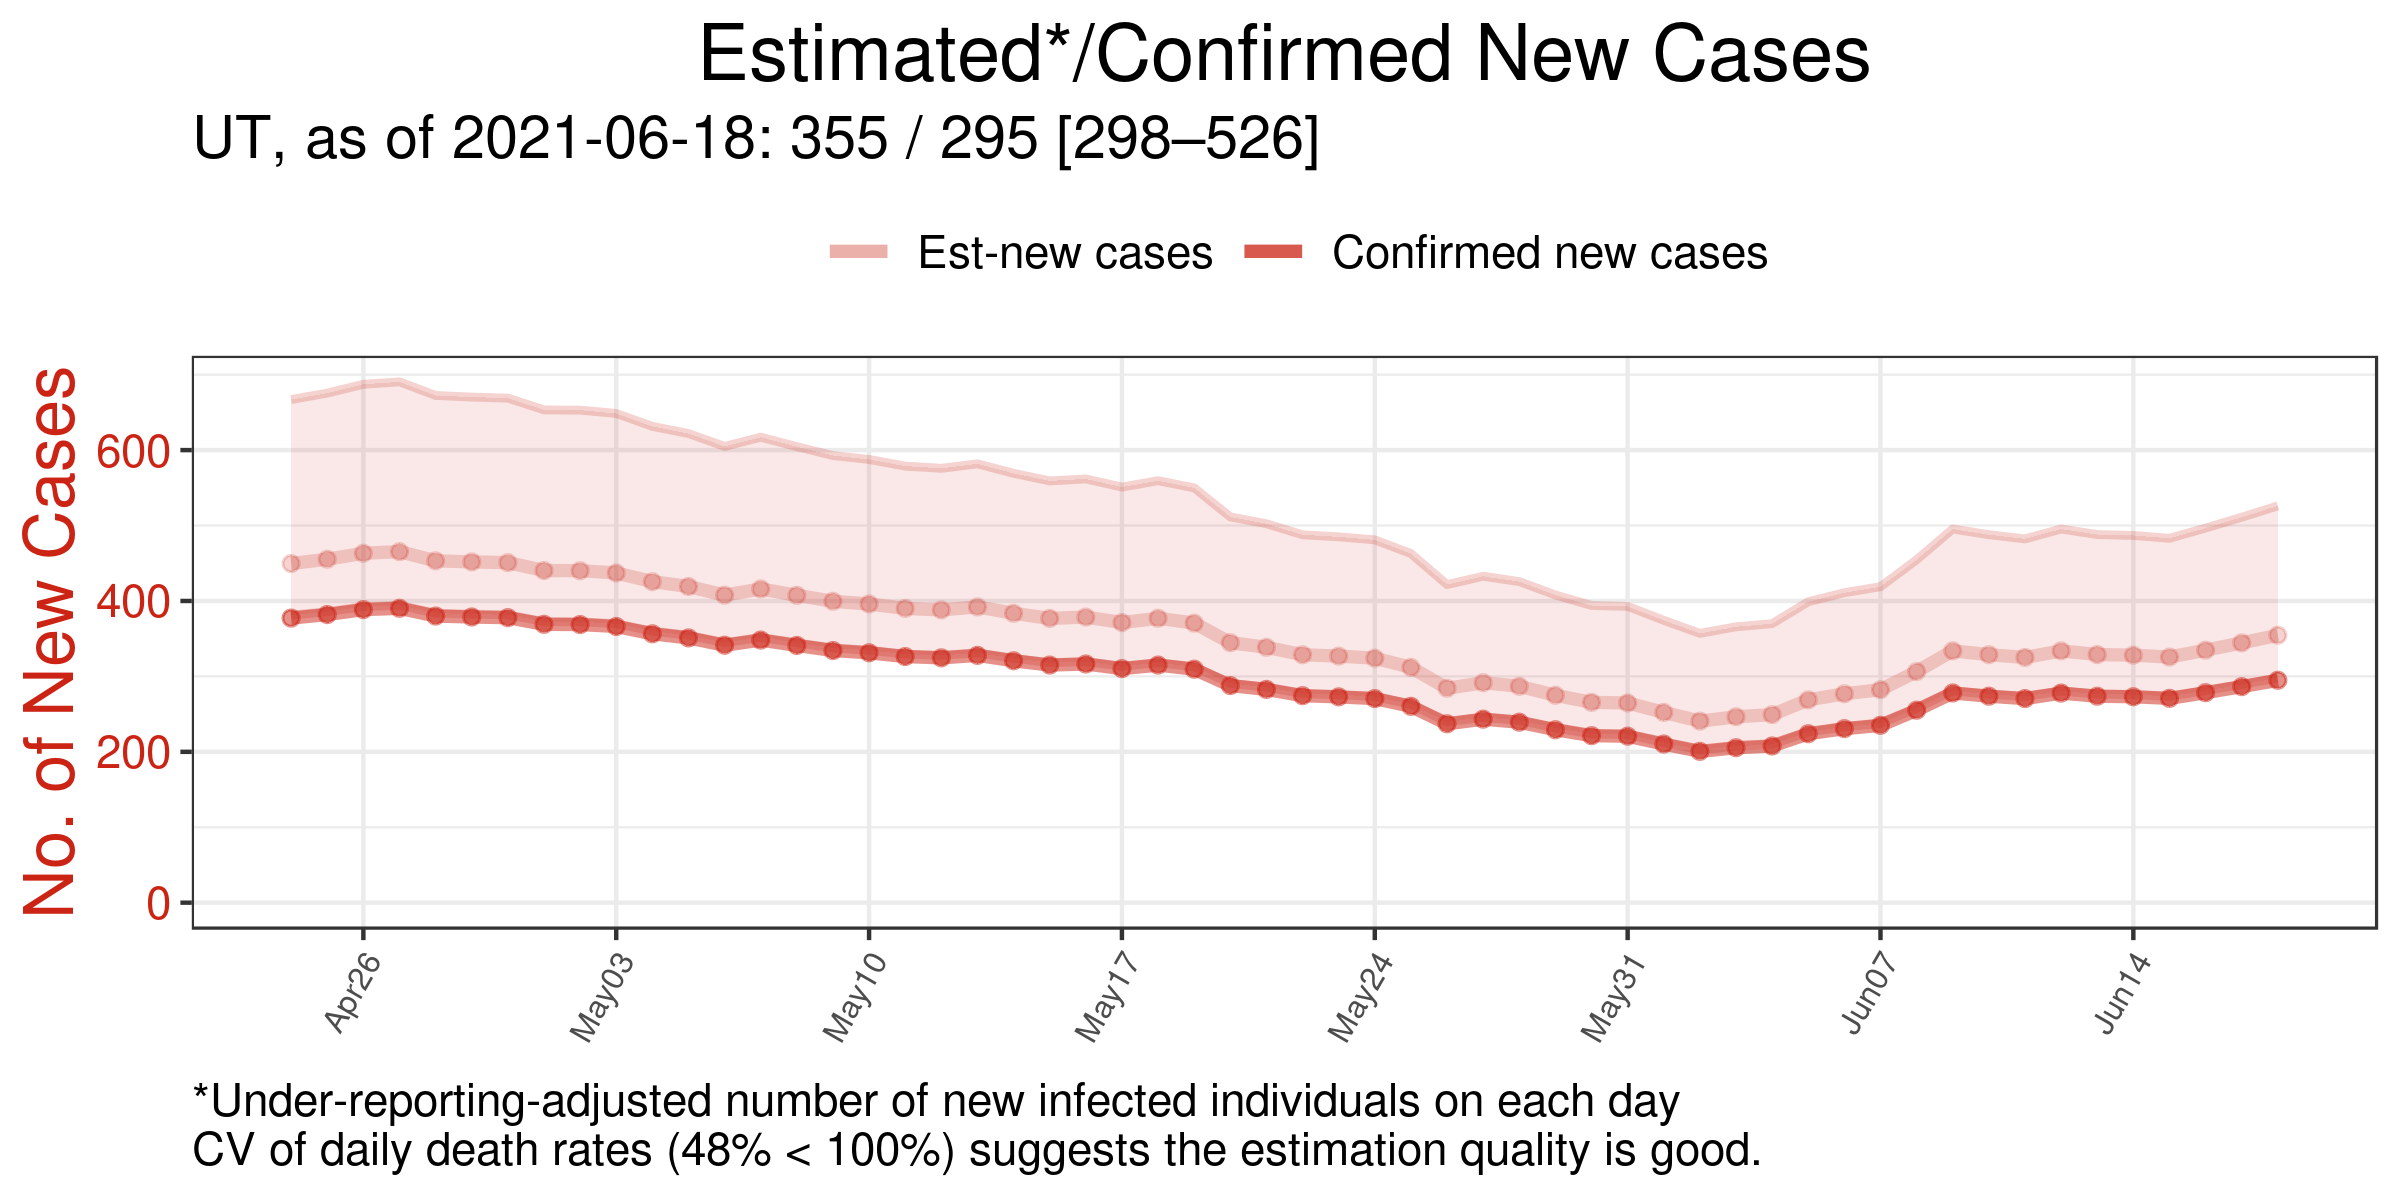 Estimated*/Confirmed New Cases
UT, as of 2021-06-18: 355 / 295 [298–526]
Est-new cases
Confirmed new cases
No. of New Cases
600
400
200
0
Apr26
May03
May10
May17
May24
May31
Jun07
Jun14
*Under-reporting-adjusted number of new infected individuals on each day
CV of daily death rates (48% < 100%) suggests the estimation quality is good.